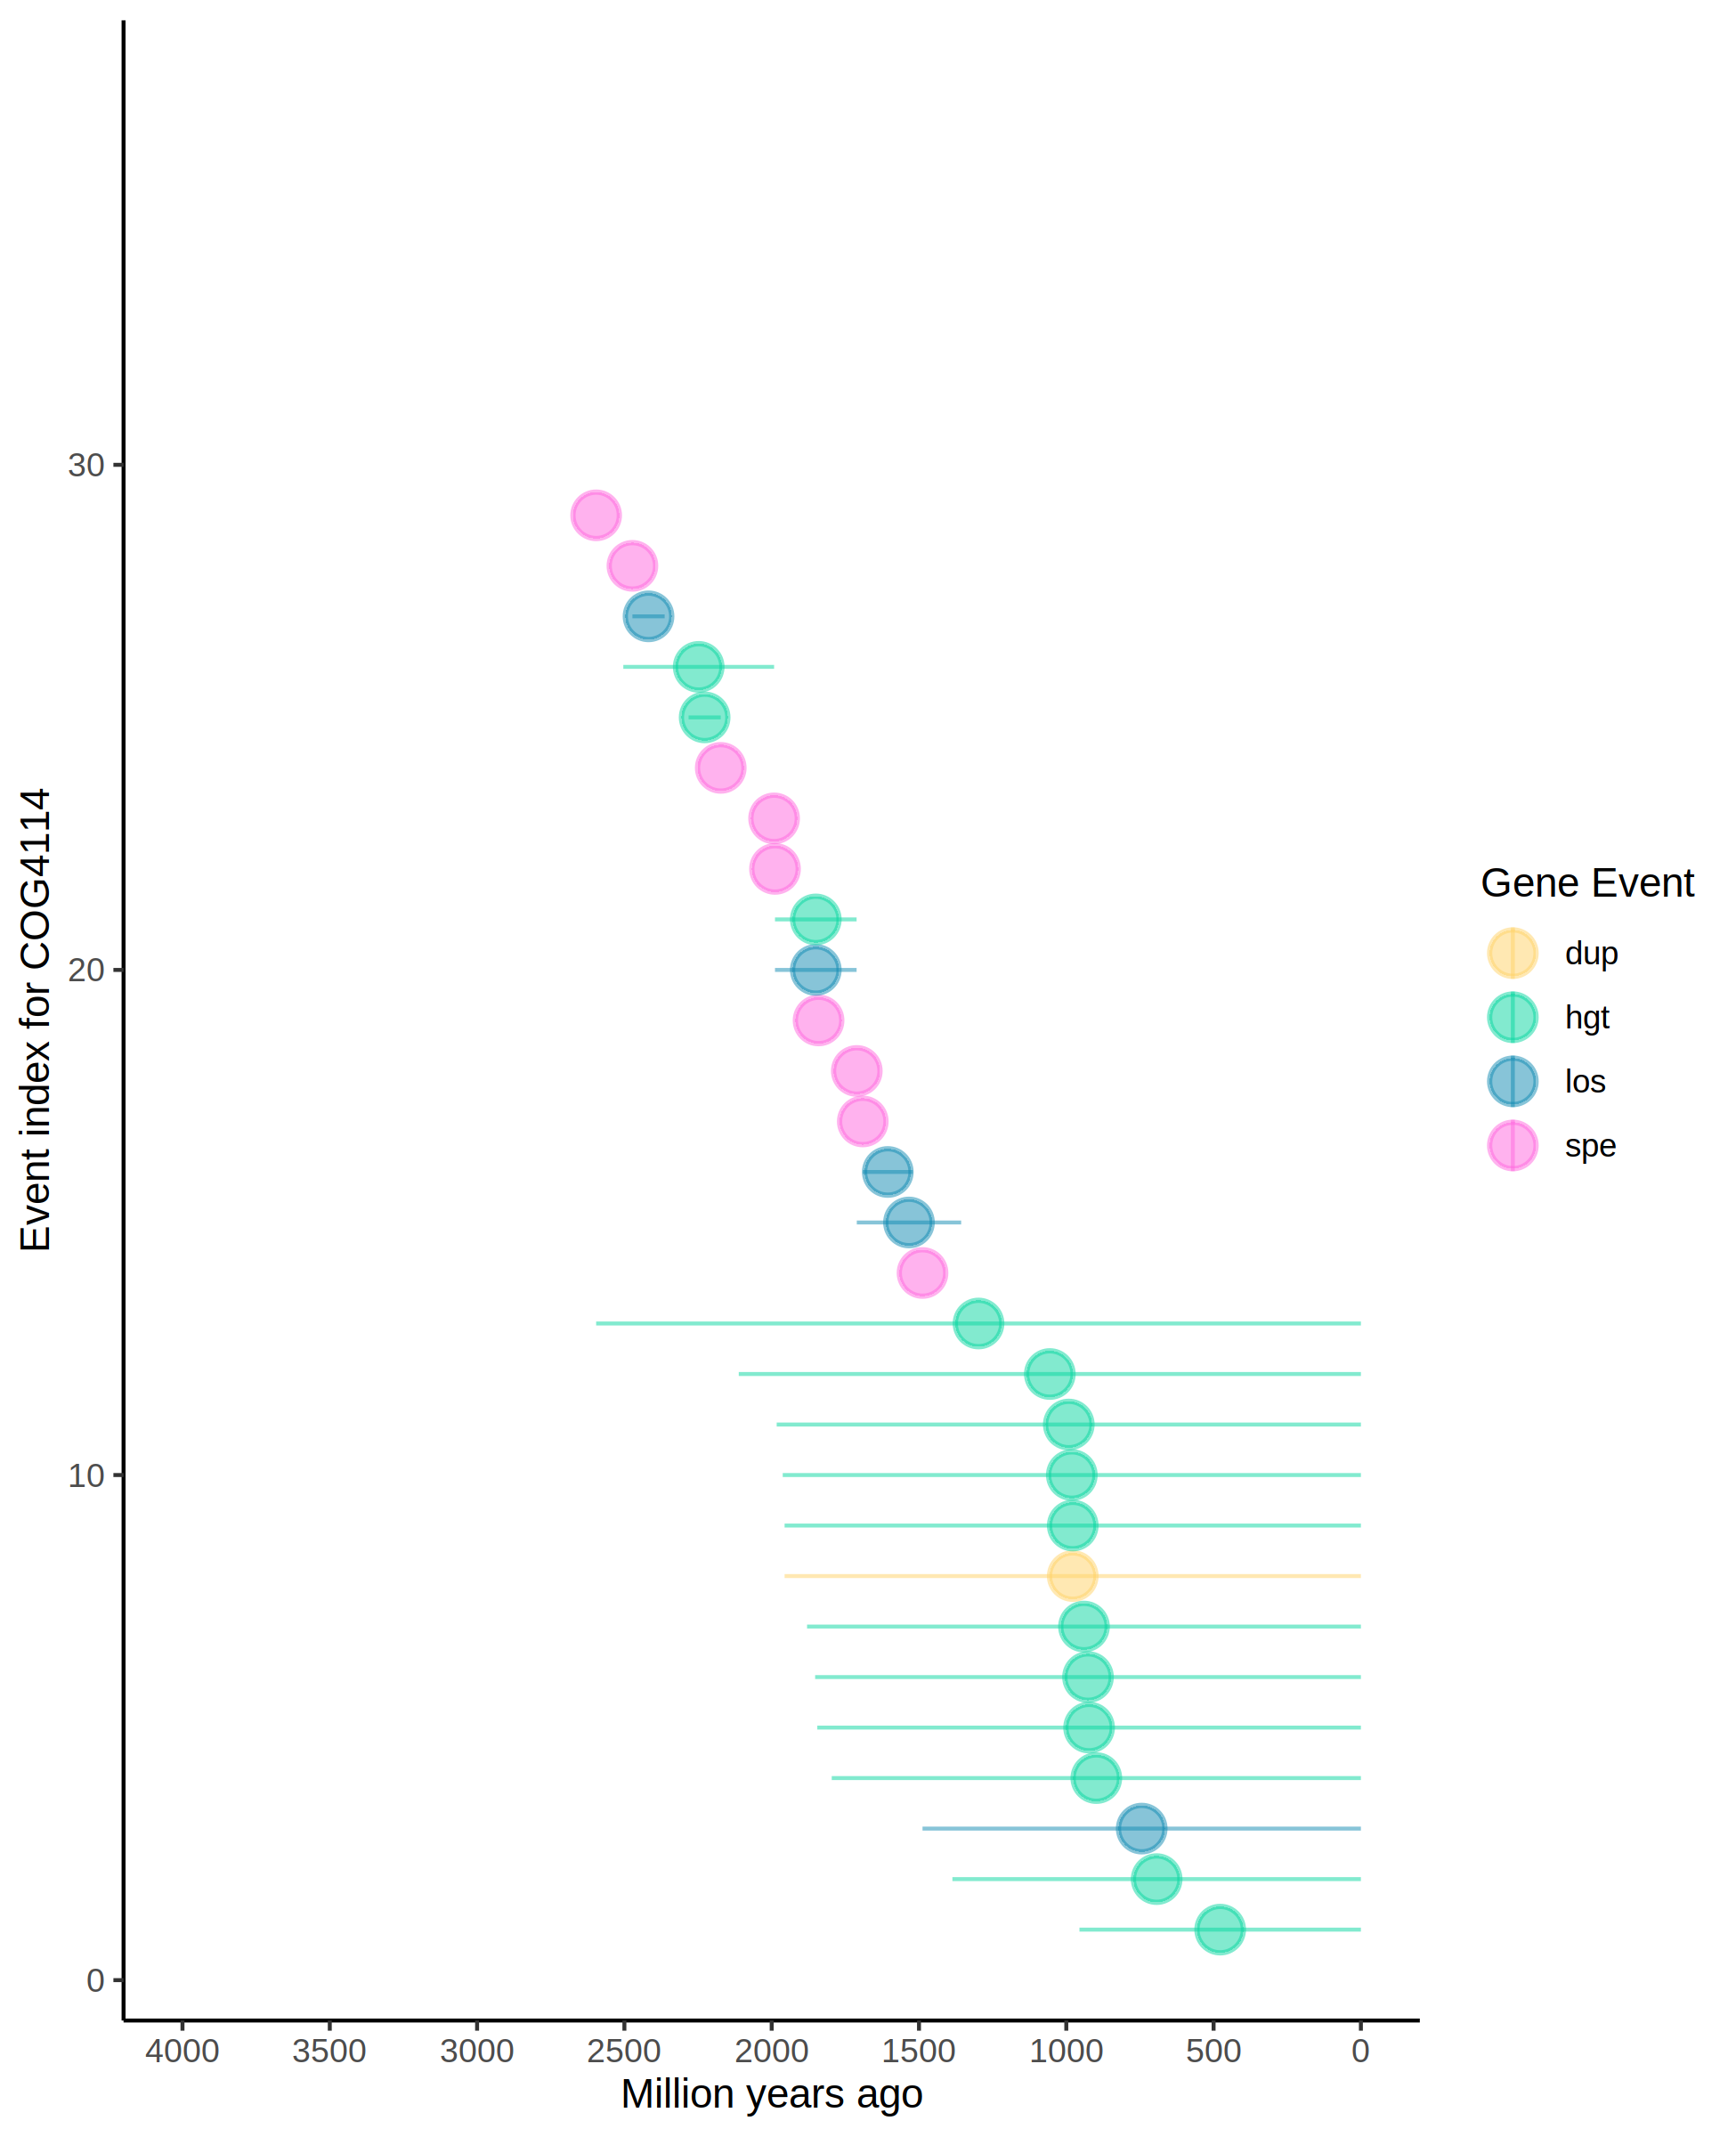 Event index for COG4114
30
20
10
0
4000 3500 3000 2500 2000 1500 1000 500 0
Million years ago
Gene Event
dup
hgt
los
spe